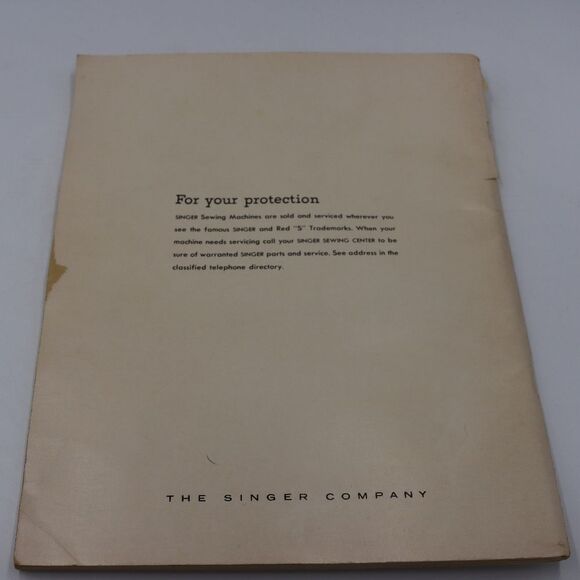 For your protection
SINGER Sewing Machines are sold and serviced wherever you
see the famous SINGER and Red "S" Trademarks. When your
machine needs servicing call your SINGER SEWING CENTER to be
sure of warranted SINGER parts and service. See address in the
classified telephone directory.
THE SINGER COMPANY